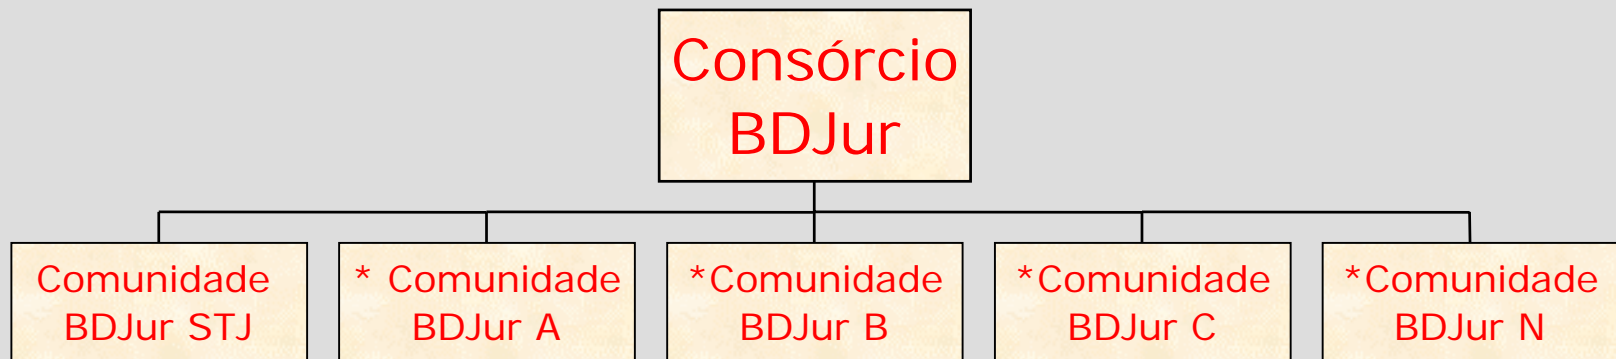 Consórcio
BDJur
Comunidade
BDJur STJ
* Comunidade
BDJur A
*Comunidade
BDJur B
*Comunidade
BDJur C
*Comunidade
BDJur N